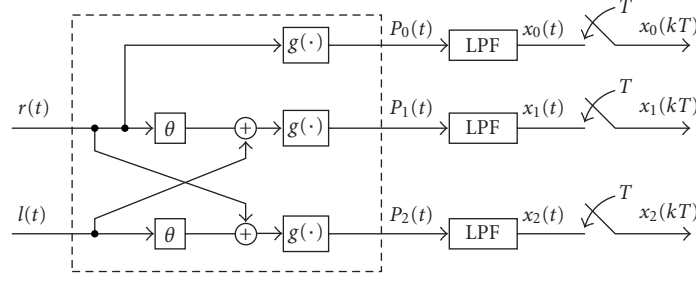 g(·) P₀(t) LPF x₀(t) T x₀(kT)
r(t) θ + g(·) P₁(t) LPF x₁(t) T x₁(kT)
l(t) θ + g(·) P₂(t) LPF x₂(t) T x₂(kT)